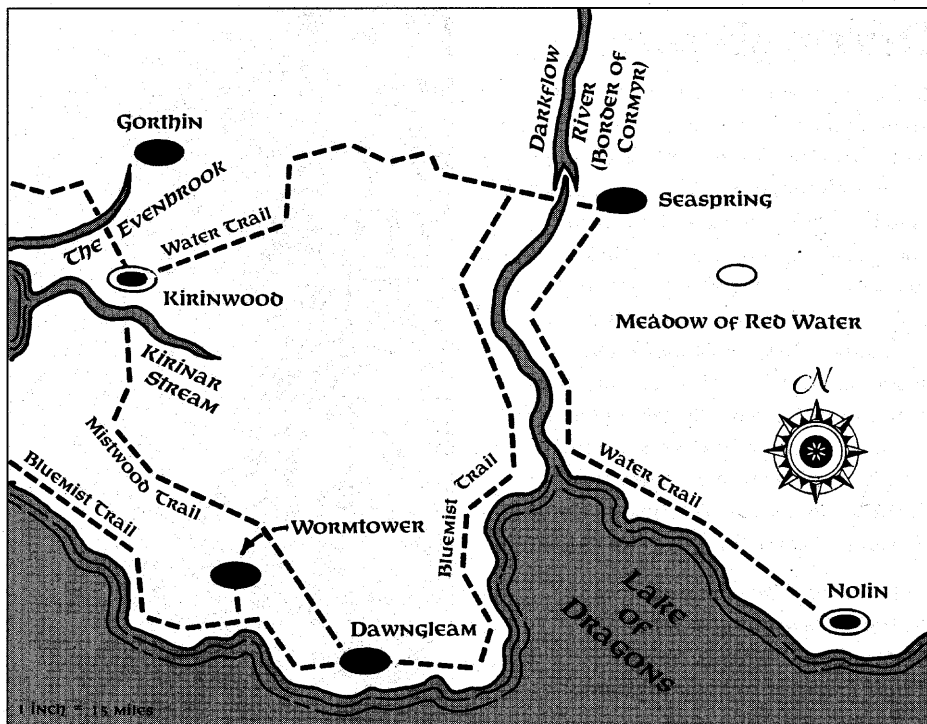 Gorthin
The Evenbrook
Water Trail
Kirinwood
Kirinar
Stream
Mistwood Trail
Bluemist Trail
Wormtower
Dawngleam
Bluemist Trail
Darkflow
River
(Border of
Cormyr)
Seaspring
Meadow of Red Water
N
Water Trail
Nolin
Lake
of
Dragons
1 inch = 15 miles